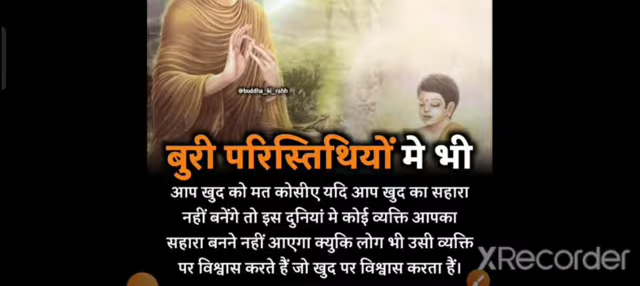 @buddha_ki_rahh
बुरी परिस्तिथियों मे भी
आप खुद को मत कोसीए यदि आप खुद का सहारा
नहीं बनेंगे तो इस दुनियां मे कोई व्यक्ति आपका
सहारा बनने नहीं आएगा क्युकि लोग भी उसी व्यक्ति
पर विश्वास करते हैं जो खुद पर विश्वास करता हैं।
XRecorder